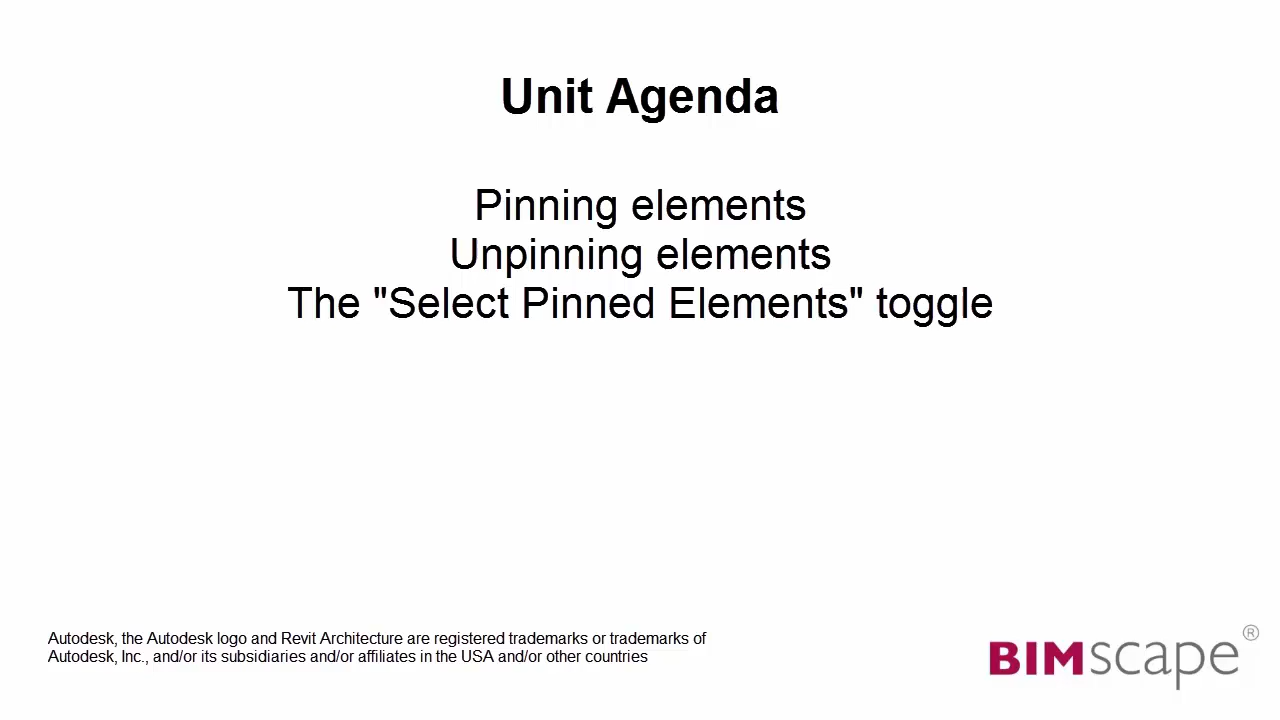 Unit Agenda
Pinning elements
Unpinning elements
The "Select Pinned Elements" toggle
Autodesk, the Autodesk logo and Revit Architecture are registered trademarks or trademarks of
Autodesk, Inc., and/or its subsidiaries and/or affiliates in the USA and/or other countries
BIMscape®